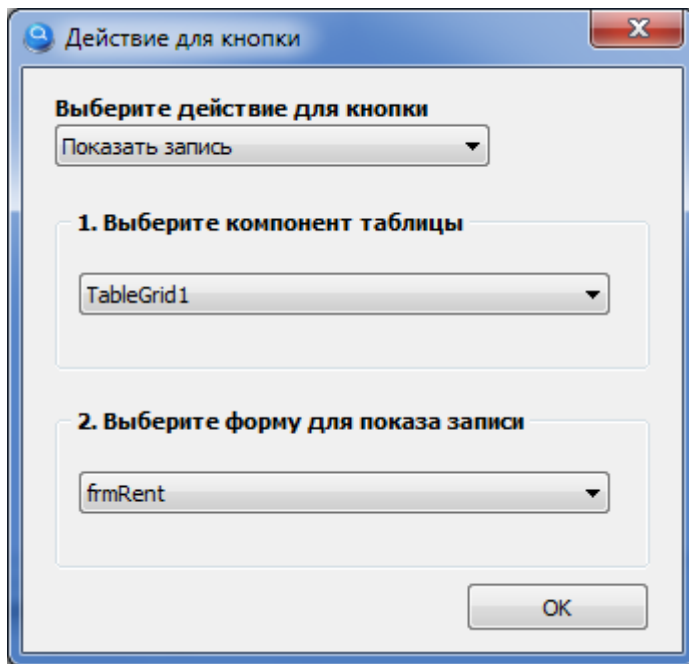 Действие для кнопки
Выберите действие для кнопки
Показать запись
1. Выберите компонент таблицы
TableGrid1
2. Выберите форму для показа записи
frmRent
OK